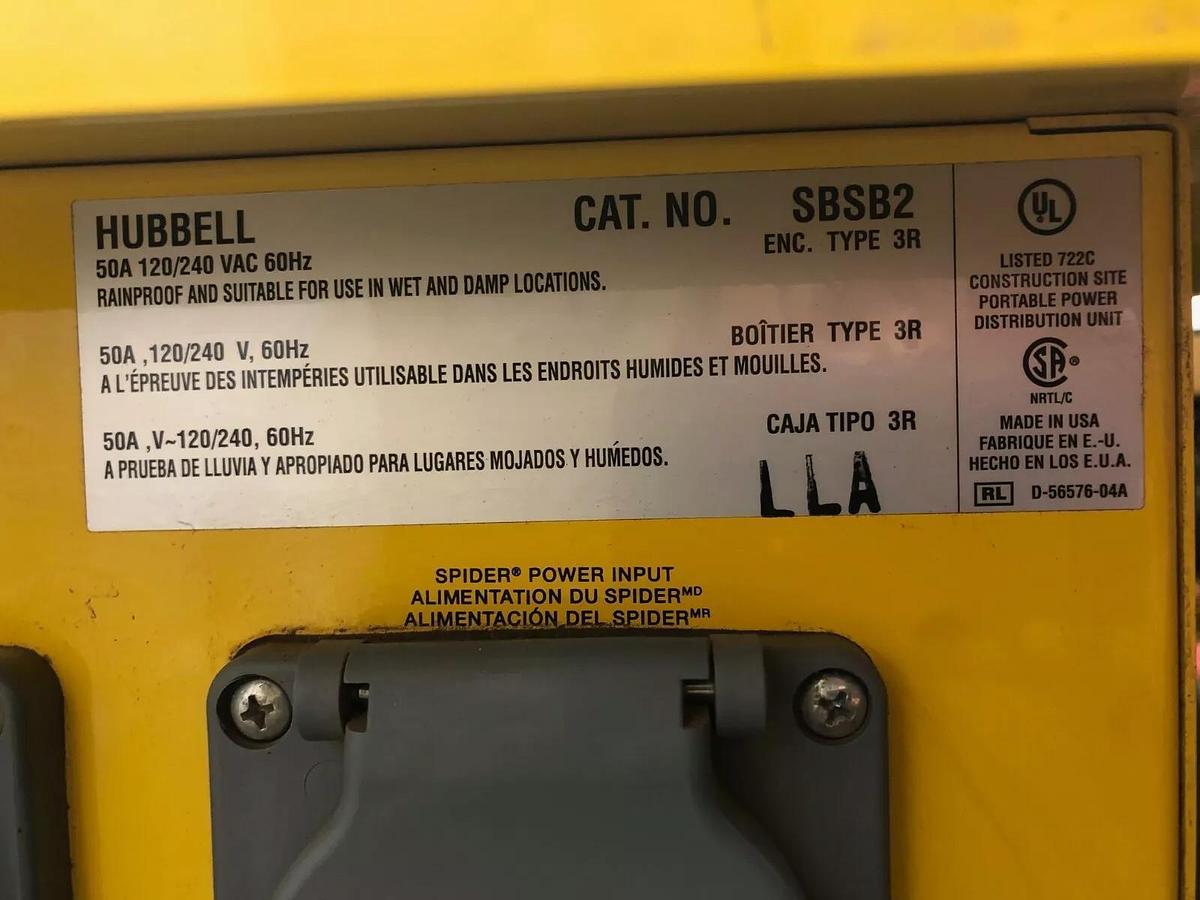 HUBBELL
CAT. NO. SBSB2
50A 120/240 VAC 60Hz
ENC. TYPE 3R
RAINPROOF AND SUITABLE FOR USE IN WET AND DAMP LOCATIONS.
50A ,120/240 V, 60Hz
BOÎTIER TYPE 3R
A L'ÉPREUVE DES INTEMPÉRIES UTILISABLE DANS LES ENDROITS HUMIDES ET MOUILLES.
50A ,V~120/240, 60Hz
CAJA TIPO 3R
A PRUEBA DE LLUVIA Y APROPIADO PARA LUGARES MOJADOS Y HUḾEDOS.
LLA
UL
LISTED 722C
CONSTRUCTION SITE
PORTABLE POWER
DISTRIBUTION UNIT
SA®
NRTL/C
MADE IN USA
FABRIQUE EN E.-U.
HECHO EN LOS E.U.A.
RL D-56576-04A
SPIDER® POWER INPUT
ALIMENTATION DU SPIDERᴹᴰ
ALIMENTACIÓN DEL SPIDERᴹᴿ